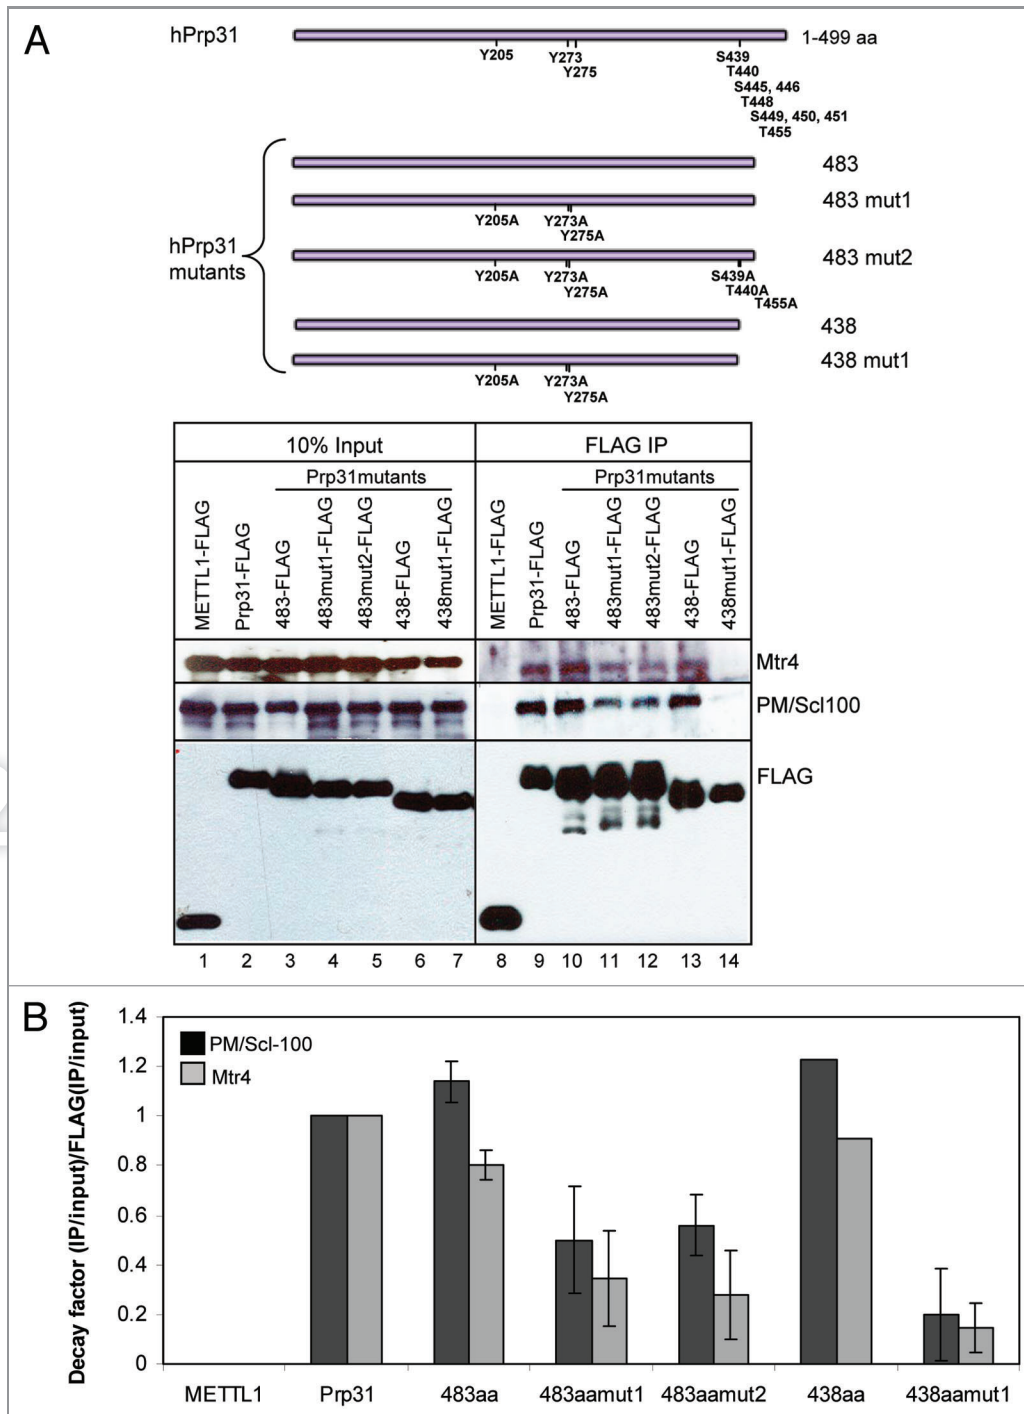 A
hPrp31
1-499 aa
Y205
Y273
Y275
S439
T440
S445, 446
T448
S449, 450, 451
T455
hPrp31
mutants
483
483 mut1
Y205A
Y273A
Y275A
483 mut2
Y205A
Y273A
Y275A
S439A
T440A
T455A
438
438 mut1
Y205A
Y273A
Y275A
10% Input
FLAG IP
Prp31mutants
Prp31mutants
METTL1-FLAG
Prp31-FLAG
483-FLAG
483mut1-FLAG
483mut2-FLAG
438-FLAG
438mut1-FLAG
METTL1-FLAG
Prp31-FLAG
483-FLAG
483mut1-FLAG
483mut2-FLAG
438-FLAG
438mut1-FLAG
Mtr4
PM/Scl100
FLAG
1 2 3 4 5 6 7 8 9 10 11 12 13 14
B
Decay factor (IP/input)/FLAG(IP/input)
1.4
1.2
1
0.8
0.6
0.4
0.2
0
PM/Scl-100
Mtr4
METTL1 Prp31 483aa 483aamut1 483aamut2 438aa 438aamut1